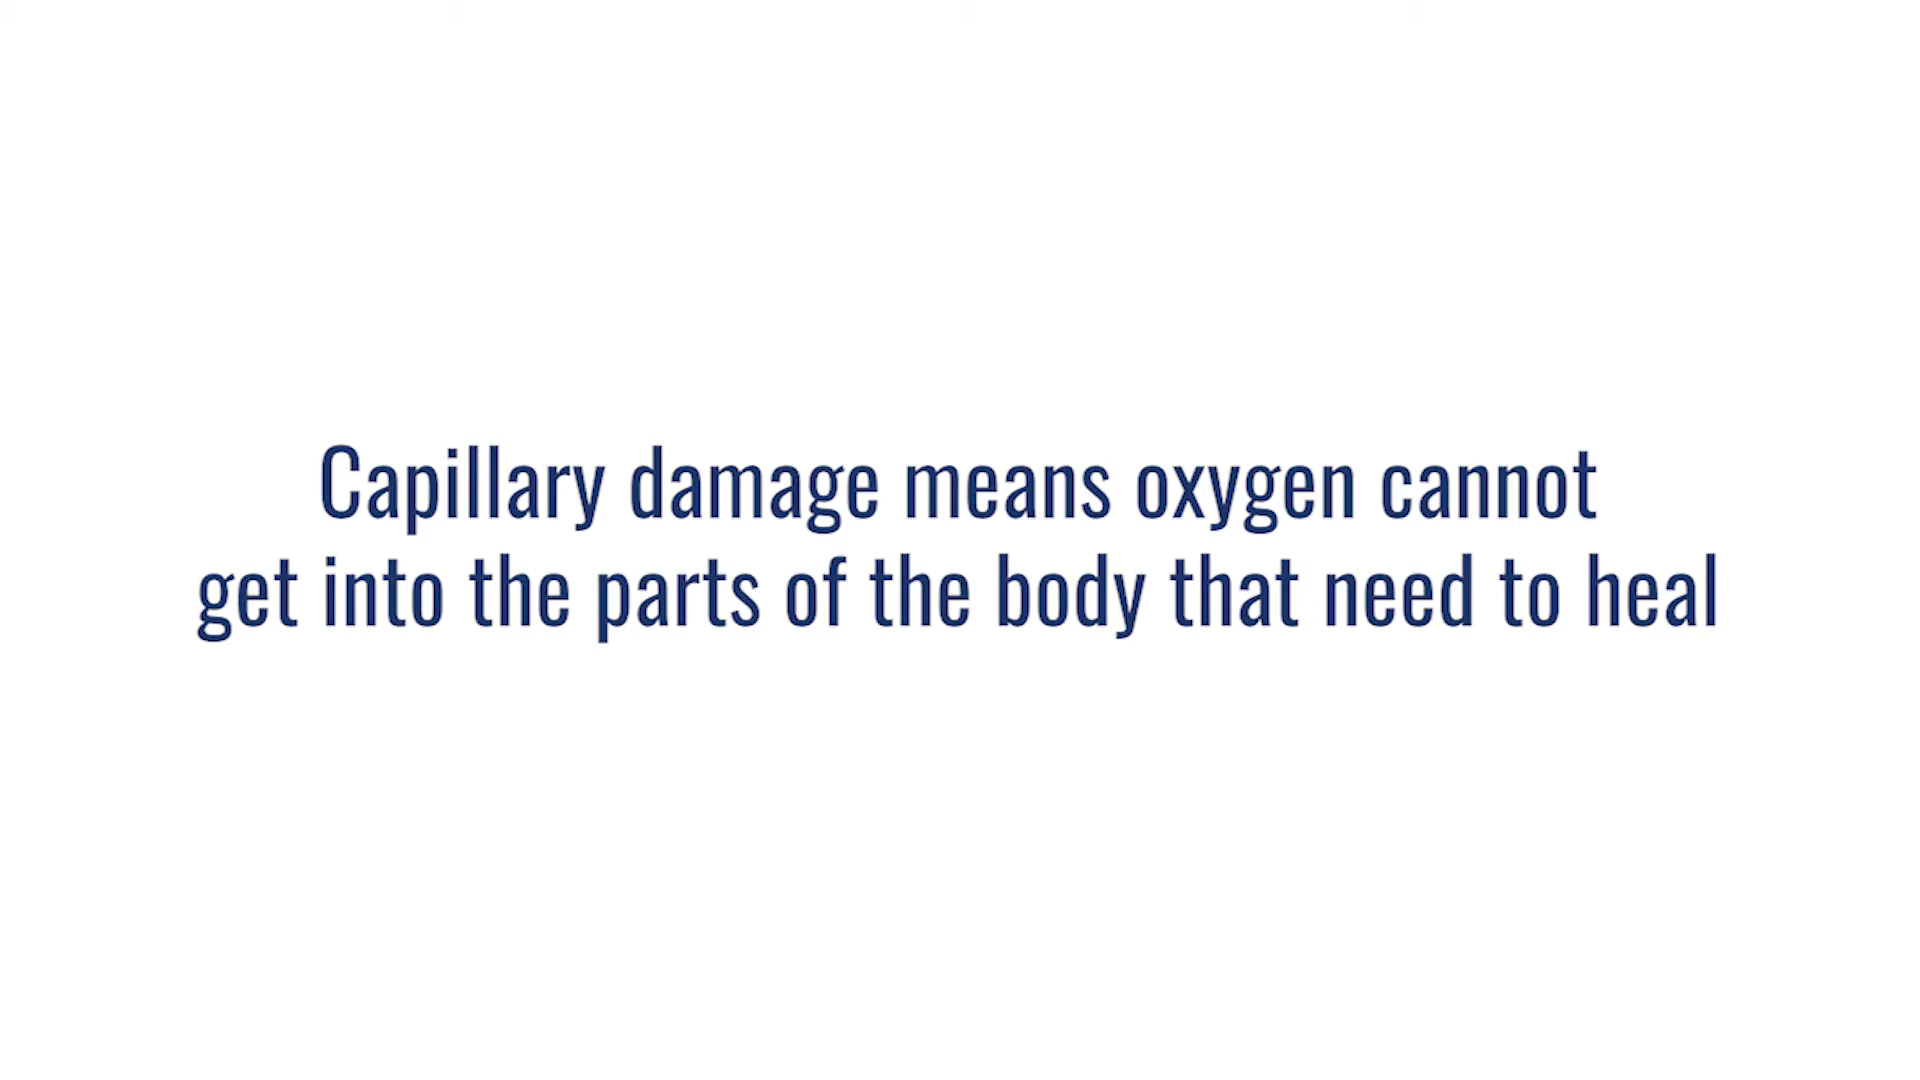 Capillary damage means oxygen cannot
get into the parts of the body that need to heal